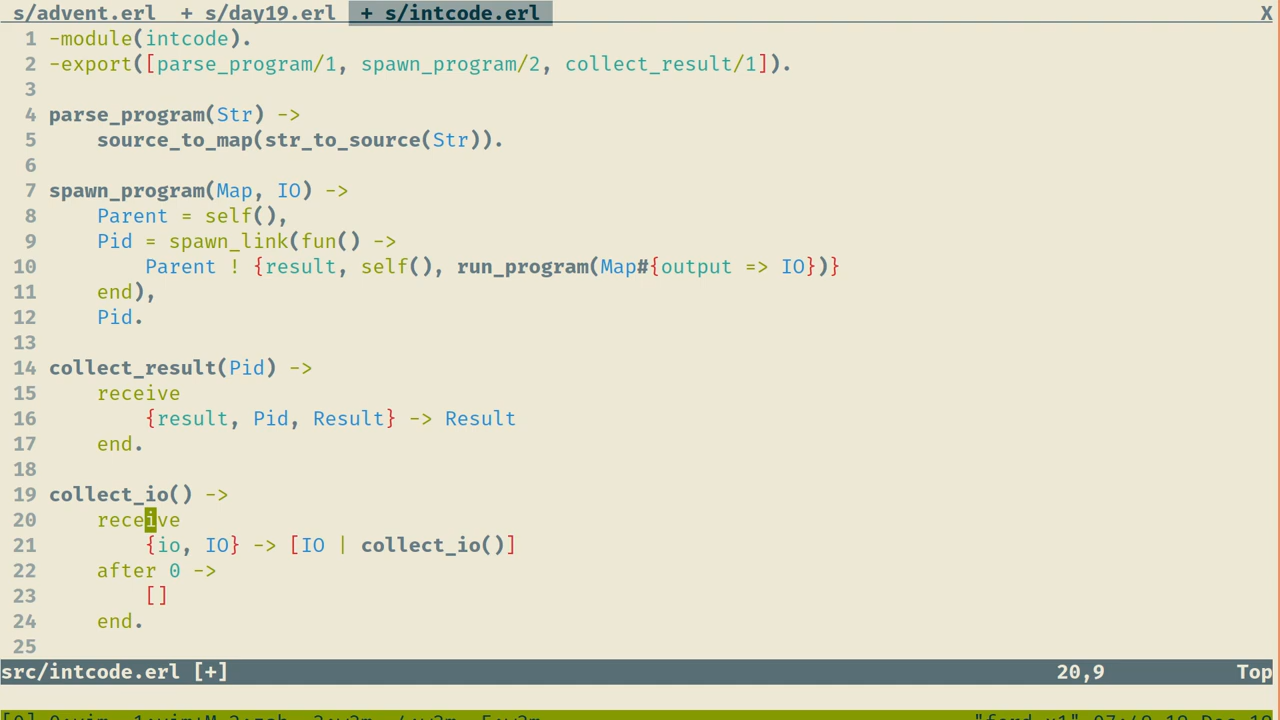 s/advent.erl + s/day19.erl + s/intcode.erl X
1 -module(intcode).
2 -export([parse_program/1, spawn_program/2, collect_result/1]).
3
4 parse_program(Str) ->
5     source_to_map(str_to_source(Str)).
6
7 spawn_program(Map, IO) ->
8     Parent = self(),
9     Pid = spawn_link(fun() ->
10         Parent ! {result, self(), run_program(Map#{output => IO})}
11     end),
12     Pid.
13
14 collect_result(Pid) ->
15     receive
16         {result, Pid, Result} -> Result
17     end.
18
19 collect_io() ->
20     receive
21         {io, IO} -> [IO | collect_io()]
22     after 0 ->
23         []
24     end.
25
src/intcode.erl [+] 20,9 Top